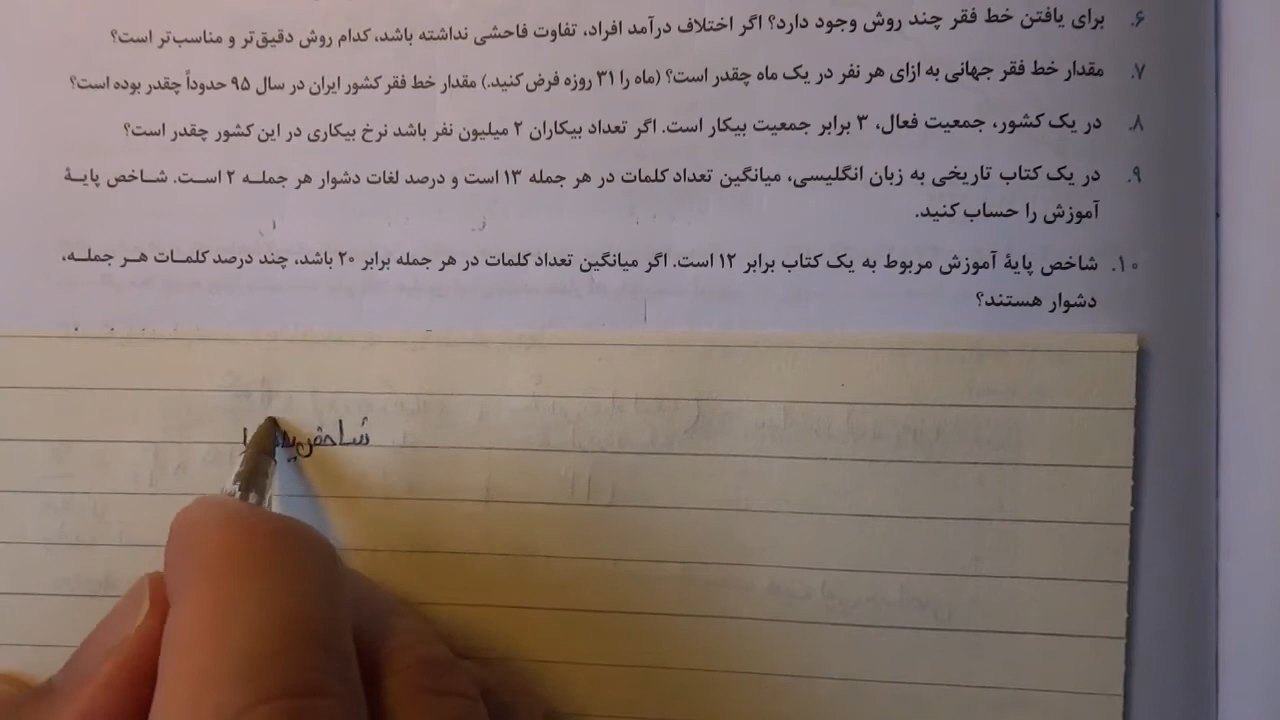 ۶. برای یافتن خط فقر چند روش وجود دارد؟ اگر اختلاف درآمد افراد، تفاوت فاحشی نداشته باشد، کدام روش دقیق‌تر و مناسب‌تر است؟
۷. مقدار خط فقر جهانی به ازای هر نفر در یک ماه چقدر است؟ (ماه را ۳۱ روزه فرض کنید.) مقدار خط فقر کشور ایران در سال ۹۵ حدوداً چقدر بوده است؟
۸. در یک کشور، جمعیت فعال، ۳ برابر جمعیت بیکار است. اگر تعداد بیکاران ۲ میلیون نفر باشد نرخ بیکاری در این کشور چقدر است؟
۹. در یک کتاب تاریخی به زبان انگلیسی، میانگین تعداد کلمات در هر جمله ۱۳ است و درصد لغات دشوار هر جمله ۲ است. شاخص پایهٔ
آموزش را حساب کنید.
۱۰. شاخص پایهٔ آموزش مربوط به یک کتاب برابر ۱۲ است. اگر میانگین تعداد کلمات در هر جمله برابر ۲۰ باشد، چند درصد کلمات هر جمله،
دشوار هستند؟
شاخص